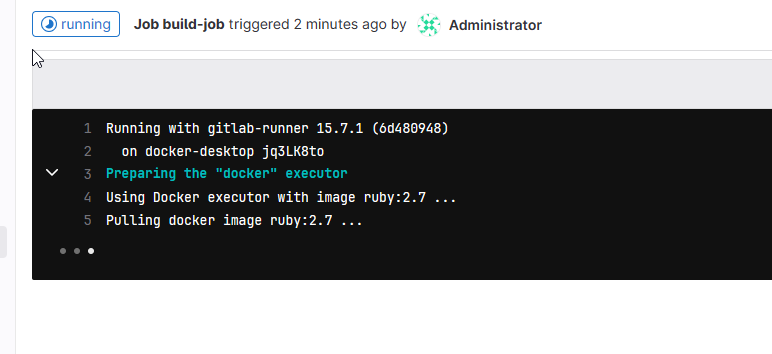 running Job build-job triggered 2 minutes ago by Administrator
1 Running with gitlab-runner 15.7.1 (6d480948)
2 on docker-desktop jq3LK8to
3 Preparing the "docker" executor
4 Using Docker executor with image ruby:2.7 ...
5 Pulling docker image ruby:2.7 ...